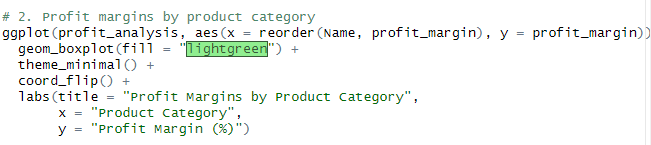 # 2. Profit margins by product category
ggplot(profit_analysis, aes(x = reorder(Name, profit_margin), y = profit_margin))
  geom_boxplot(fill = "lightgreen") +
  theme_minimal() +
  coord_flip() +
  labs(title = "Profit Margins by Product Category",
       x = "Product Category",
       y = "Profit Margin (%)")